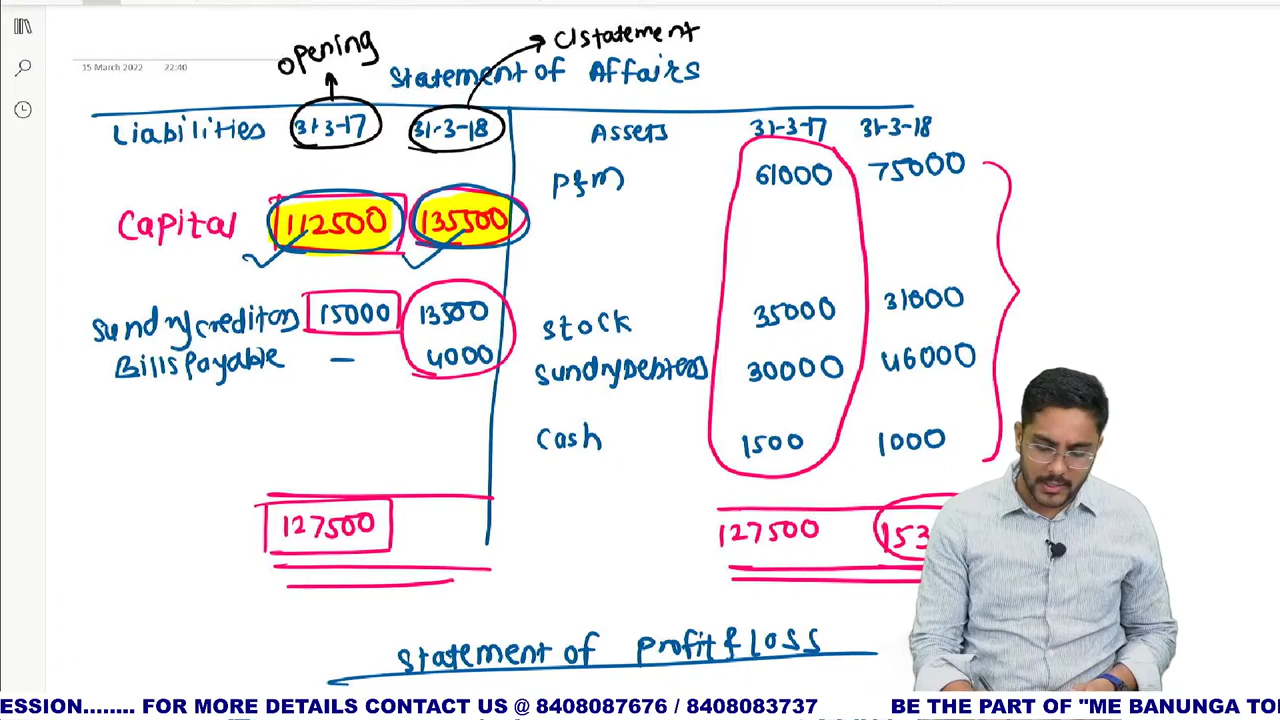 opening
c/statement
15 March 2022 22:40
Statement of Affairs
Liabilities 31-3-17 31-3-18 Assets 31-3-17 31-3-18
P&M 61000 75000
Capital 112500 135500
Sundry creditors 15000 13500 Stock 35000 31000
Bills Payable — 4000 Sundry Debtors 30000 46000
Cash 1500 1000
127500 127500 153
Statement of profit & loss
ESSION........ FOR MORE DETAILS CONTACT US @ 8408087676 / 8408083737 BE THE PART OF "ME BANUNGA TO